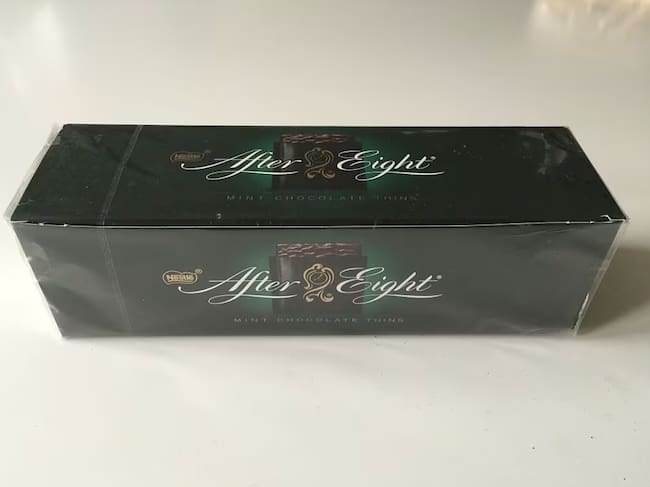 Nestlé After Eight®
MINT CHOCOLATE THINS
Nestlé® After Eight®
MINT CHOCOLATE THINS